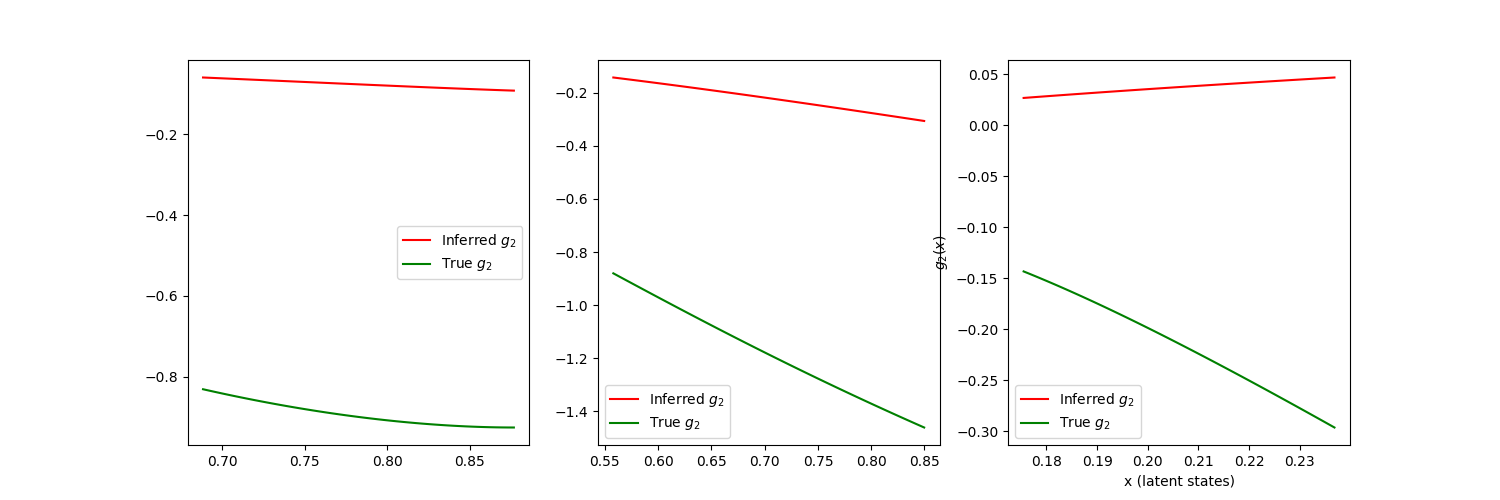 −0.2
−0.4
−0.6
−0.8
0.70 0.75 0.80 0.85
Inferred g₂
True g₂
−0.2
−0.4
−0.6
−0.8
−1.0
−1.2
−1.4
0.55 0.60 0.65 0.70 0.75 0.80 0.85
Inferred g₂
True g₂
g₂(x)
0.05
0.00
−0.05
−0.10
−0.15
−0.20
−0.25
−0.30
0.18 0.19 0.20 0.21 0.22 0.23
x (latent states)
Inferred g₂
True g₂